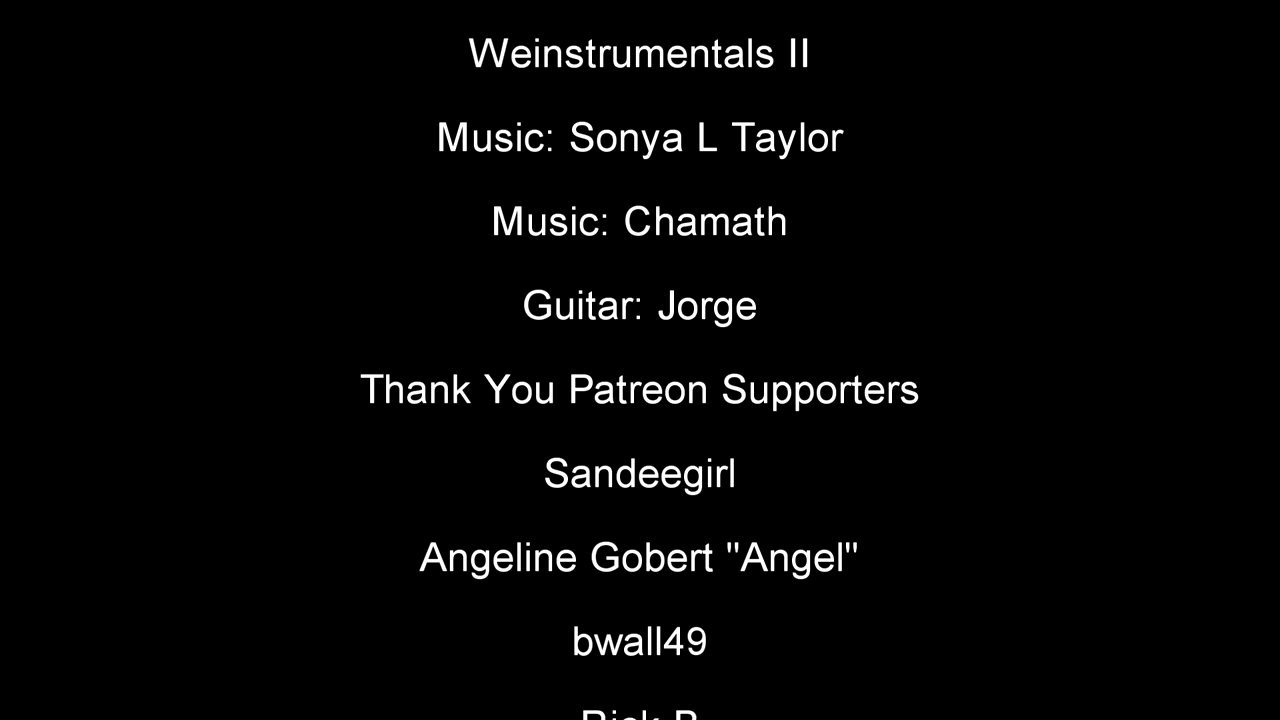 Weinstrumentals II
Music: Sonya L Taylor
Music: Chamath
Guitar: Jorge
Thank You Patreon Supporters
Sandeegirl
Angeline Gobert "Angel"
bwall49